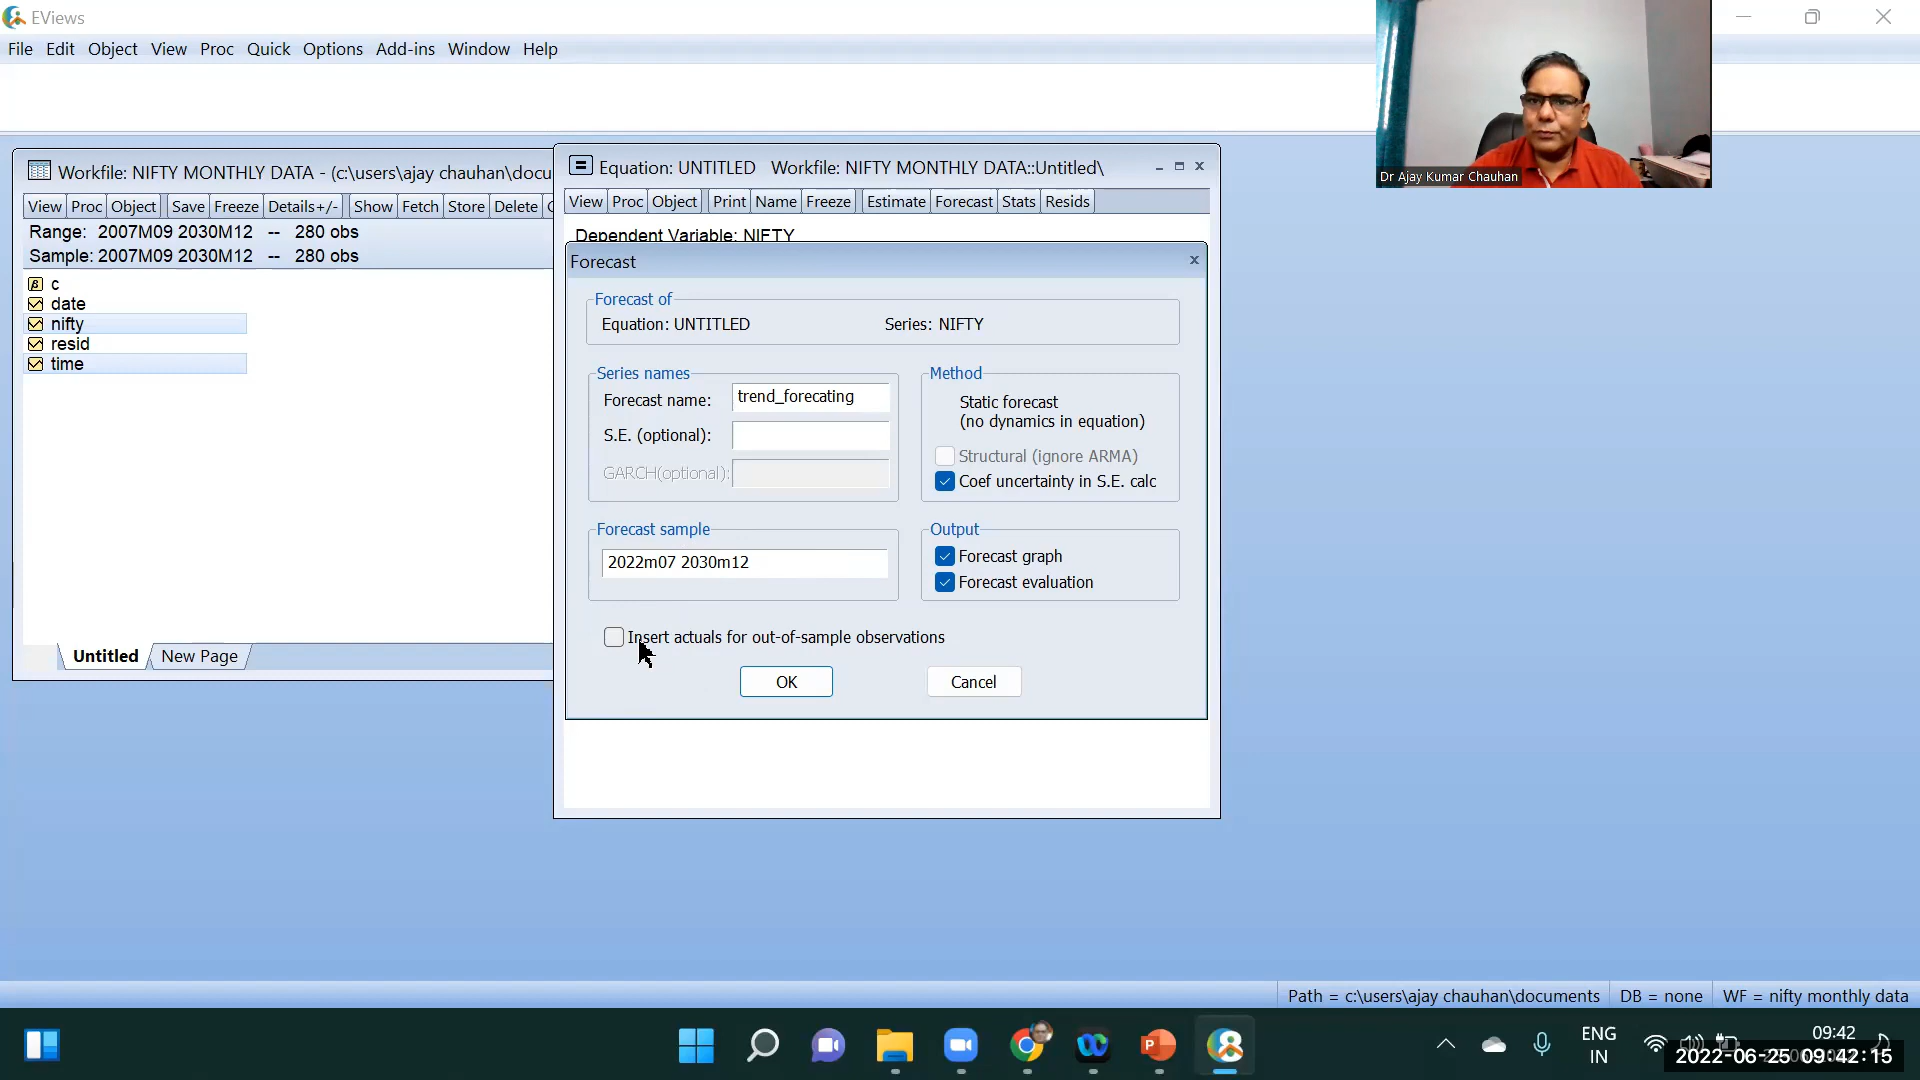 EViews
File Edit Object View Proc Quick Options Add-ins Window Help
Dr Ajay Kumar Chauhan
Workfile: NIFTY MONTHLY DATA - (c:\users\ajay chauhan\docu
View Proc Object Save Freeze Details+/- Show Fetch Store Delete
Range: 2007M09 2030M12 -- 280 obs
Sample: 2007M09 2030M12 -- 280 obs
c
date
nifty
resid
time
Untitled New Page
Equation: UNTITLED Workfile: NIFTY MONTHLY DATA::Untitled\
View Proc Object Print Name Freeze Estimate Forecast Stats Resids
Dependent Variable: NIFTY
Forecast
Forecast of
Equation: UNTITLED Series: NIFTY
Series names
Forecast name: trend_forecating
S.E. (optional):
GARCH(optional):
Method
Static forecast
(no dynamics in equation)
Structural (ignore ARMA)
Coef uncertainty in S.E. calc
Forecast sample
2022m07 2030m12
Output
Forecast graph
Forecast evaluation
Insert actuals for out-of-sample observations
OK Cancel
Path = c:\users\ajay chauhan\documents DB = none WF = nifty monthly data
ENG
IN
09:42
2022-06-25 09:42:15